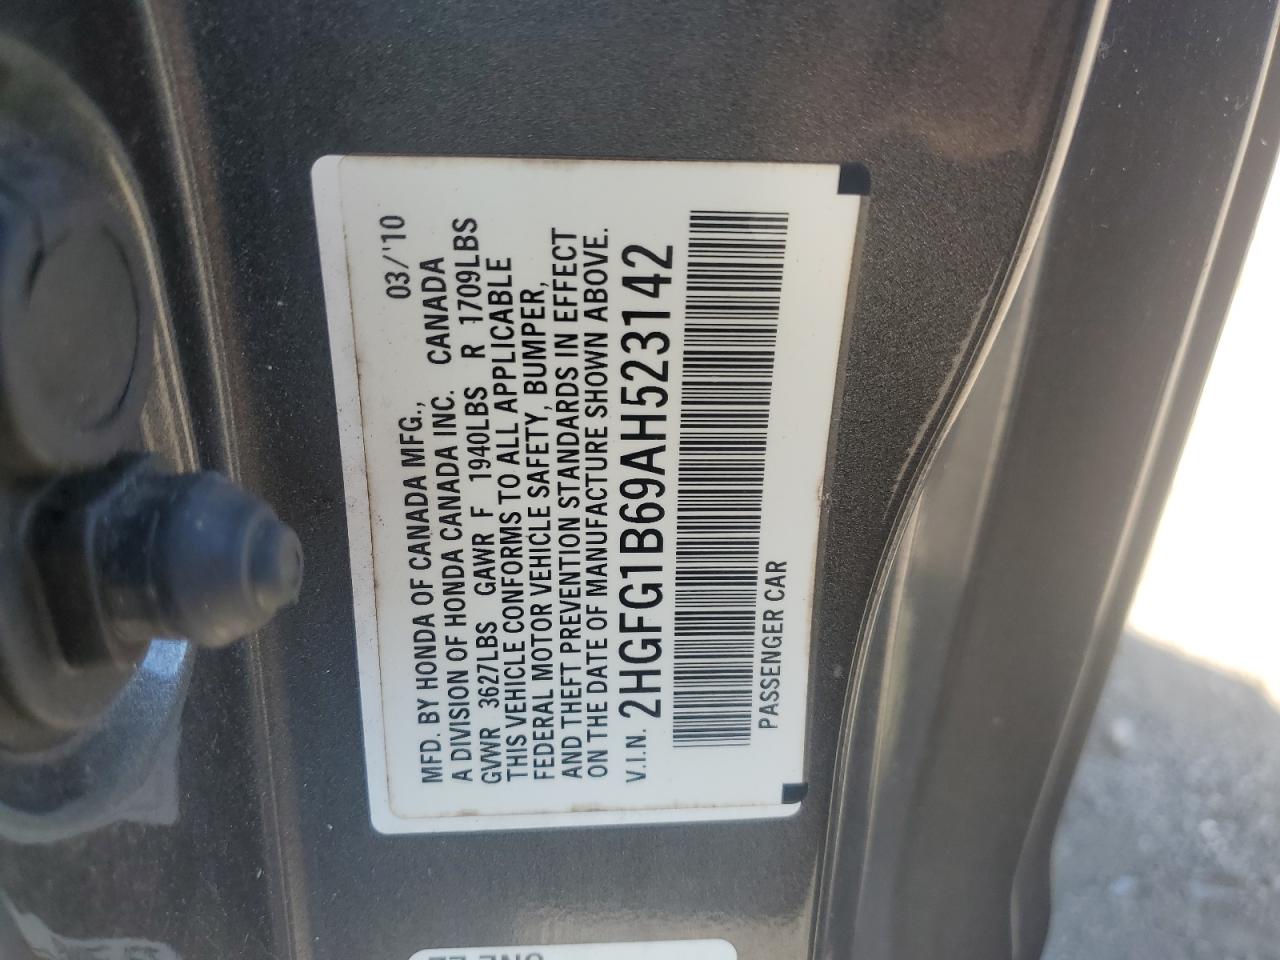 MFD. BY HONDA OF CANADA MFG., 03/'10
A DIVISION OF HONDA CANADA INC. CANADA
GVWR 3627LBS GAWR F 1940LBS R 1709LBS
THIS VEHICLE CONFORMS TO ALL APPLICABLE
FEDERAL MOTOR VEHICLE SAFETY, BUMPER,
AND THEFT PREVENTION STANDARDS IN EFFECT
ON THE DATE OF MANUFACTURE SHOWN ABOVE.
V.I.N. 2HGFG1B69AH523142
PASSENGER CAR